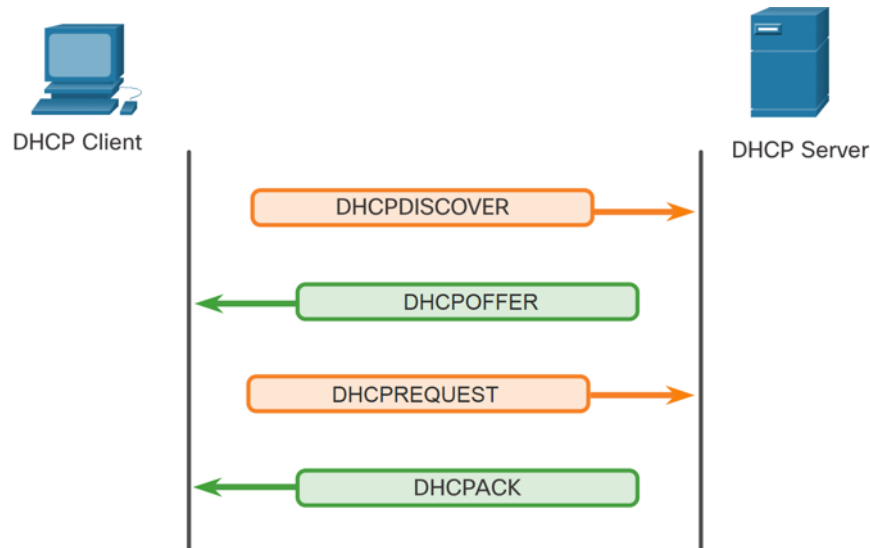 DHCP Client
DHCP Server
DHCPDISCOVER
DHCPOFFER
DHCPREQUEST
DHCPACK